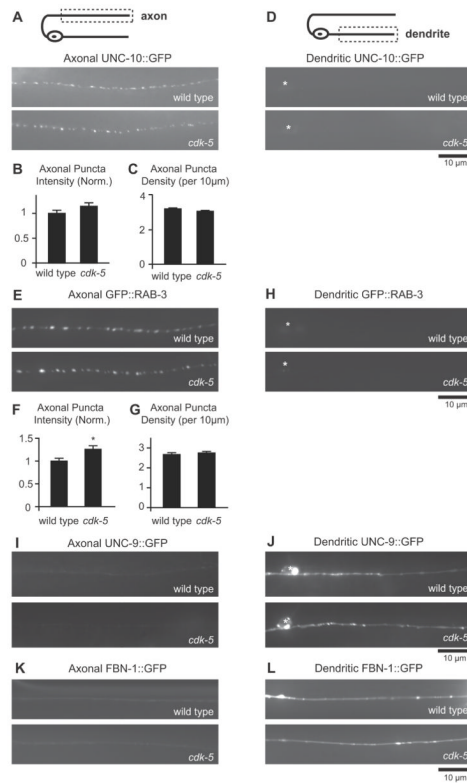 A
axon
Axonal UNC-10::GFP
wild type
cdk-5
D
dendrite
Dendritic UNC-10::GFP
*
wild type
*
cdk-5
10 µm
B
Axonal Puncta
Intensity (Norm.)
1
0.5
0
wild type cdk-5
C
Axonal Puncta
Density (per 10µm)
4
2
0
wild type cdk-5
E
Axonal GFP::RAB-3
wild type
cdk-5
H
Dendritic GFP::RAB-3
*
wild type
*
cdk-5
10 µm
F
Axonal Puncta
Intensity (Norm.)
1.5
1
0.5
0
*
wild type cdk-5
G
Axonal Puncta
Density (per 10µm)
3
2
1
0
wild type cdk-5
I
Axonal UNC-9::GFP
wild type
cdk-5
J
Dendritic UNC-9::GFP
wild type
cdk-5
10 µm
K
Axonal FBN-1::GFP
wild type
cdk-5
L
Dendritic FBN-1::GFP
wild type
cdk-5
10 µm